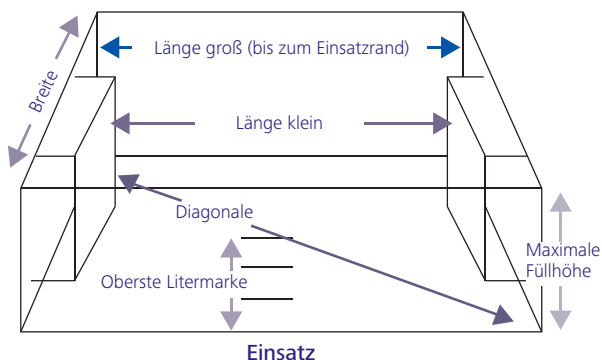 Länge groß (bis zum Einsatzrand)
Breite
Länge klein
Diagonale
Maximale
Füllhöhe
Oberste Litermarke
Einsatz